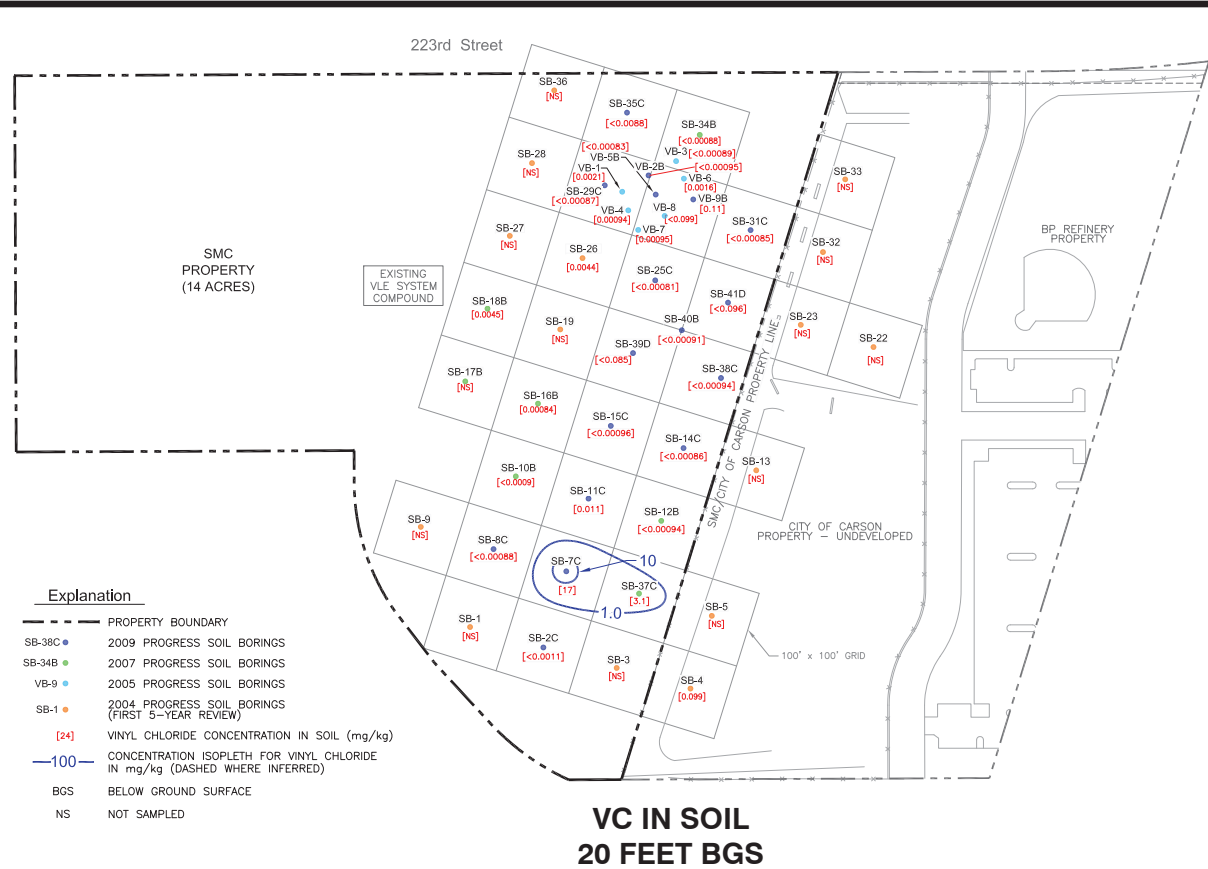 223rd Street
SB-36
[NS]
SB-35C
[<0.0088]
SB-34B
[<0.00088]
[<0.00083]
VB-5B
VB-3
[<0.00089]
SB-28
[NS]
VB-1
[0.0021]
VB-2B
[<0.00095]
SB-33
[NS]
SB-29C
[<0.00087]
VB-6
[0.0016]
VB-9B
[0.11]
VB-4
[0.00094]
VB-8
[<0.099]
VB-7
[0.00095]
SB-31C
[<0.00085]
SB-27
[NS]
SB-26
[0.0044]
SB-32
[NS]
BP REFINERY
PROPERTY
SMC
PROPERTY
(14 ACRES)
EXISTING
VLE SYSTEM
COMPOUND
SB-25C
[<0.00081]
SB-41D
[<0.096]
SB-18B
[0.0045]
SB-19
[NS]
SB-40B
[<0.00091]
SB-23
[NS]
SB-22
[NS]
SB-39D
[<0.085]
SB-17B
[NS]
SB-38C
[<0.00094]
SB-16B
[0.00084]
SB-15C
[<0.00096]
SB-14C
[<0.00086]
SMC/CITY OF CARSON PROPERTY LINE
SB-13
[NS]
SB-10B
[<0.0009]
SB-11C
[0.011]
SB-12B
[<0.00094]
CITY OF CARSON
PROPERTY – UNDEVELOPED
SB-9
[NS]
SB-8C
[<0.00088]
SB-7C
[17]
10
SB-37C
[3.1]
1.0
SB-1
[NS]
SB-2C
[<0.0011]
SB-3
[NS]
SB-5
[NS]
SB-4
[0.099]
100' x 100' GRID
Explanation
PROPERTY BOUNDARY
SB-38C 2009 PROGRESS SOIL BORINGS
SB-34B 2007 PROGRESS SOIL BORINGS
VB-9 2005 PROGRESS SOIL BORINGS
SB-1 2004 PROGRESS SOIL BORINGS
(FIRST 5-YEAR REVIEW)
[24] VINYL CHLORIDE CONCENTRATION IN SOIL (mg/kg)
100 CONCENTRATION ISOPLETH FOR VINYL CHLORIDE
IN mg/kg (DASHED WHERE INFERRED)
BGS BELOW GROUND SURFACE
NS NOT SAMPLED
VC IN SOIL
20 FEET BGS